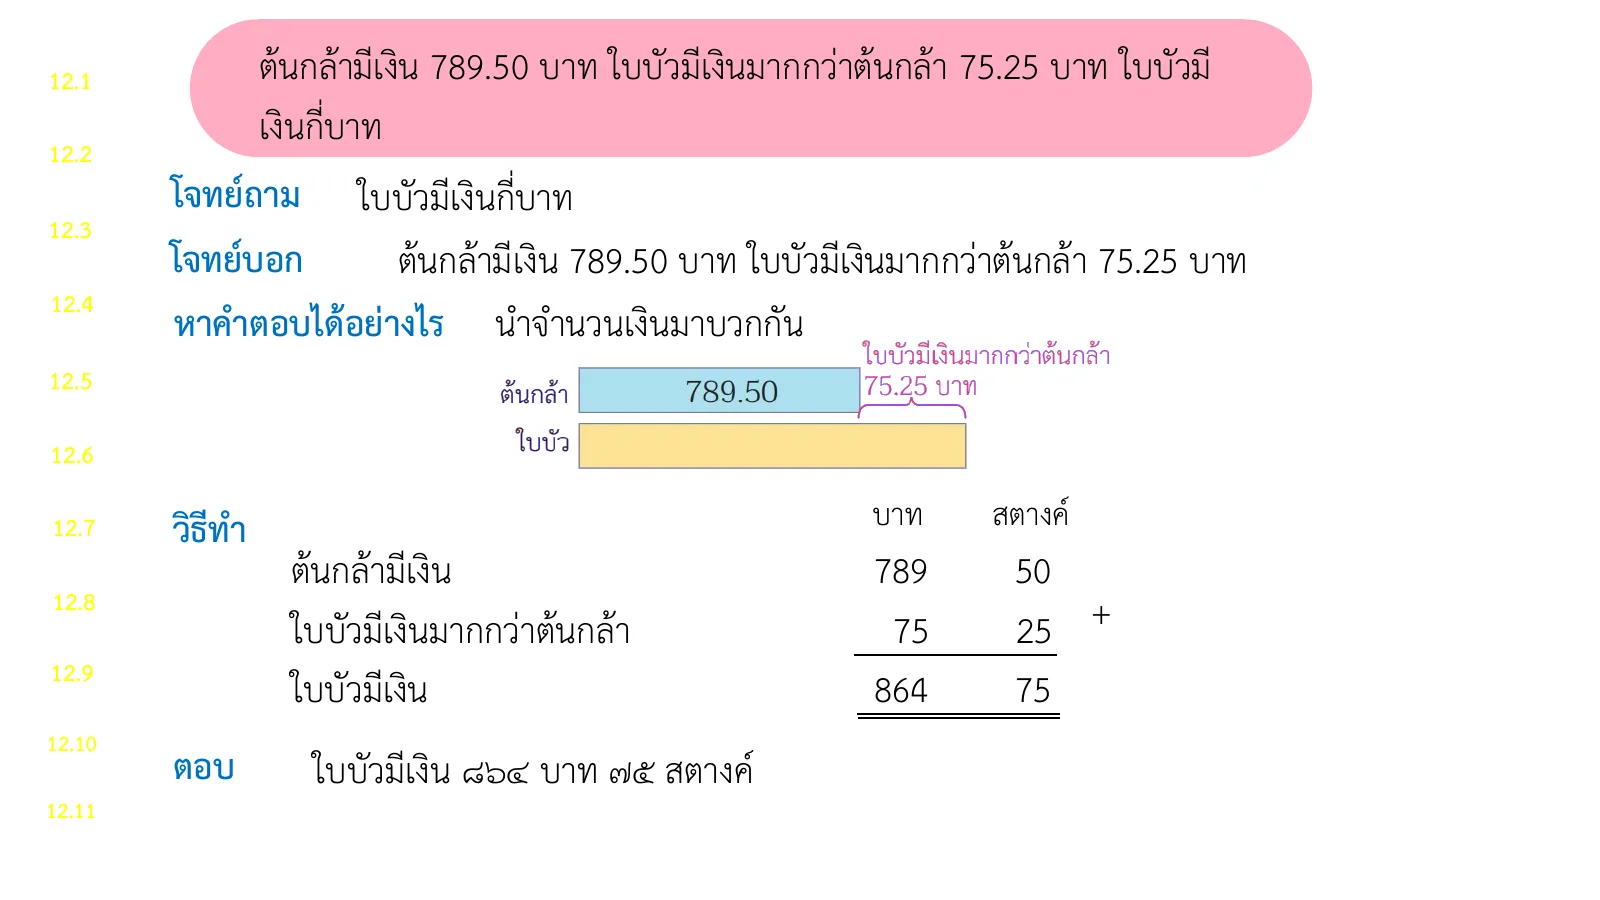 ต้นกล้ามีเงิน 789.50 บาท ใบบัวมีเงินมากกว่าต้นกล้า 75.25 บาท ใบบัวมี
เงินกี่บาท
12.1
12.2
โจทย์ถาม ใบบัวมีเงินกี่บาท
12.3
โจทย์บอก ต้นกล้ามีเงิน 789.50 บาท ใบบัวมีเงินมากกว่าต้นกล้า 75.25 บาท
12.4
หาคำตอบได้อย่างไร นำจำนวนเงินมาบวกกัน
ใบบัวมีเงินมากกว่าต้นกล้า
75.25 บาท
12.5
ต้นกล้า 789.50
ใบบัว
12.6
บาท สตางค์
12.7
วิธีทำ
ต้นกล้ามีเงิน 789 50
12.8
ใบบัวมีเงินมากกว่าต้นกล้า 75 25 +
12.9
ใบบัวมีเงิน 864 75
12.10
ตอบ ใบบัวมีเงิน ๘๖๔ บาท ๗๕ สตางค์
12.11